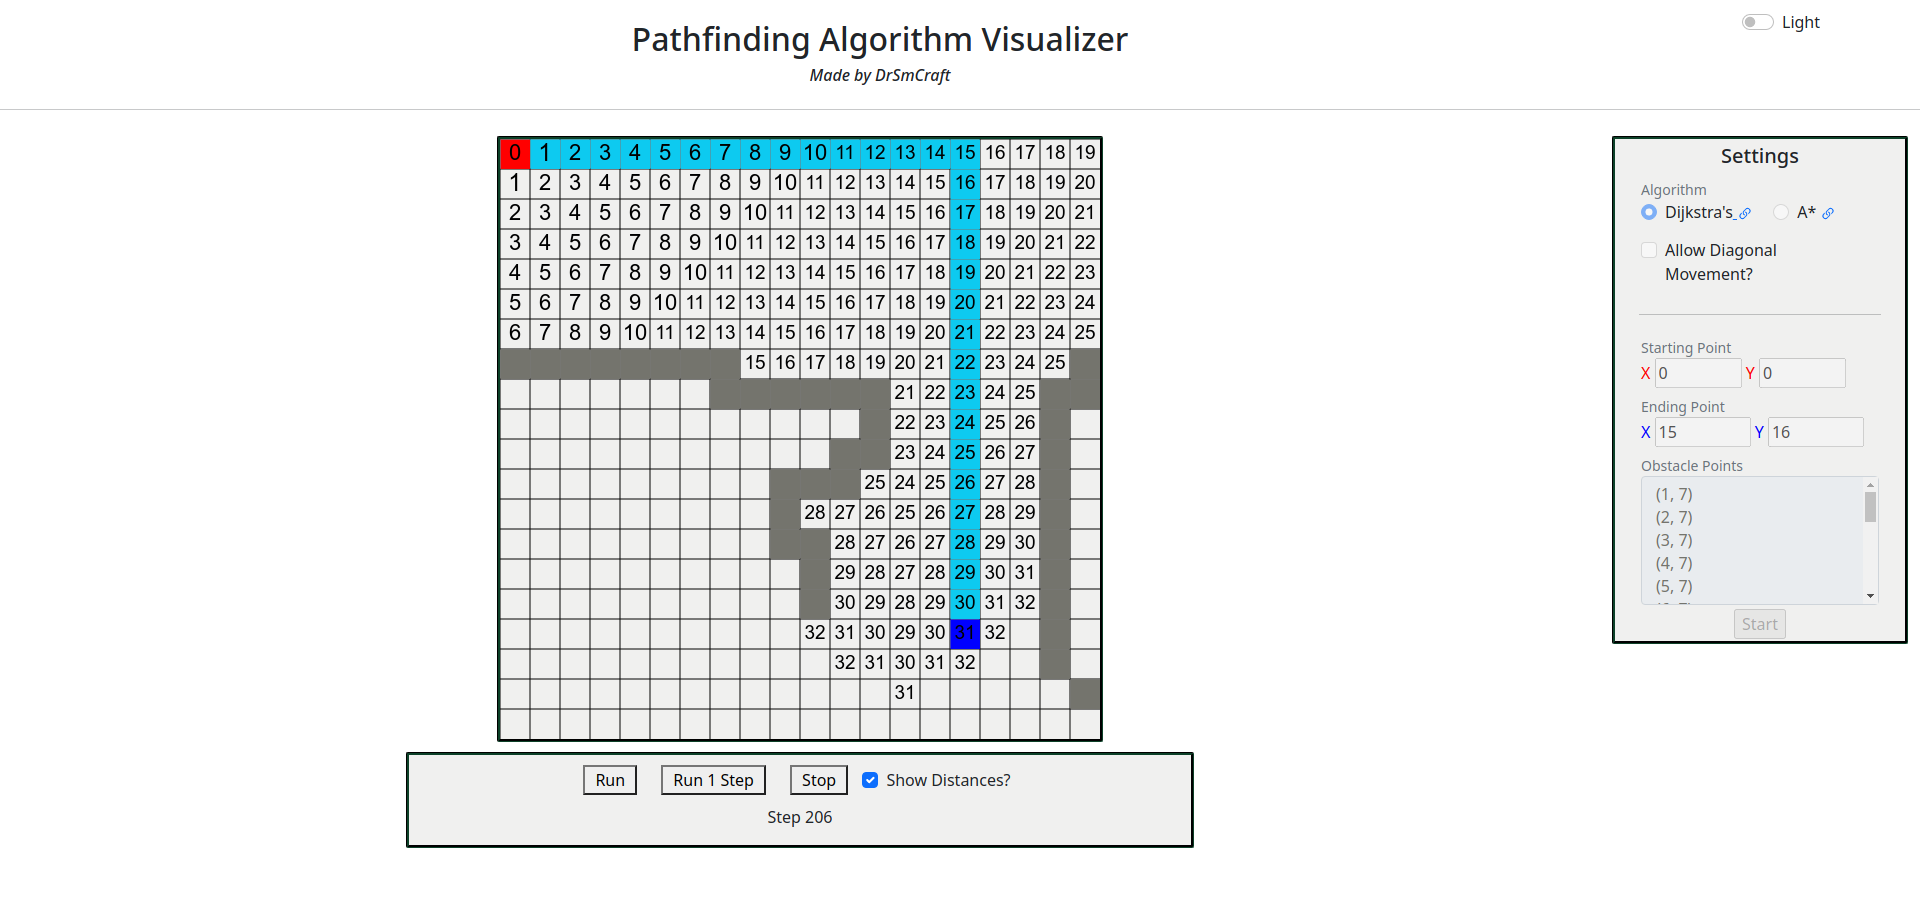 Light
Pathfinding Algorithm Visualizer
Made by DrSmCraft
0 1 2 3 4 5 6 7 8 9 10 11 12 13 14 15 16 17 18 19
1 2 3 4 5 6 7 8 9 10 11 12 13 14 15 16 17 18 19 20
2 3 4 5 6 7 8 9 10 11 12 13 14 15 16 17 18 19 20 21
3 4 5 6 7 8 9 10 11 12 13 14 15 16 17 18 19 20 21 22
4 5 6 7 8 9 10 11 12 13 14 15 16 17 18 19 20 21 22 23
5 6 7 8 9 10 11 12 13 14 15 16 17 18 19 20 21 22 23 24
6 7 8 9 10 11 12 13 14 15 16 17 18 19 20 21 22 23 24 25
15 16 17 18 19 20 21 22 23 24 25
21 22 23 24 25
22 23 24 25 26
23 24 25 26 27
25 24 25 26 27 28
28 27 26 25 26 27 28 29
28 27 26 27 28 29 30
29 28 27 28 29 30 31
30 29 28 29 30 31 32
32 31 30 29 30 31 32
32 31 30 31 32
31
Run Run 1 Step Stop Show Distances?
Step 206
Settings
Algorithm
Dijkstra's A*
Allow Diagonal
Movement?
Starting Point
X 0 Y 0
Ending Point
X 15 Y 16
Obstacle Points
(1, 7)
(2, 7)
(3, 7)
(4, 7)
(5, 7)
Start